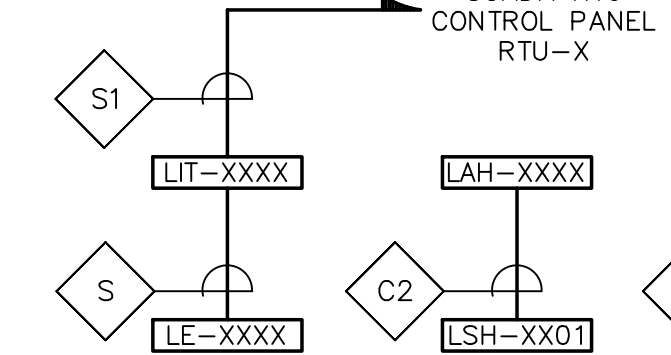 CONTROL PANEL
RTU-X
S1
LIT-XXXX
LAH-XXXX
S
C2
LE-XXXX
LSH-XX01